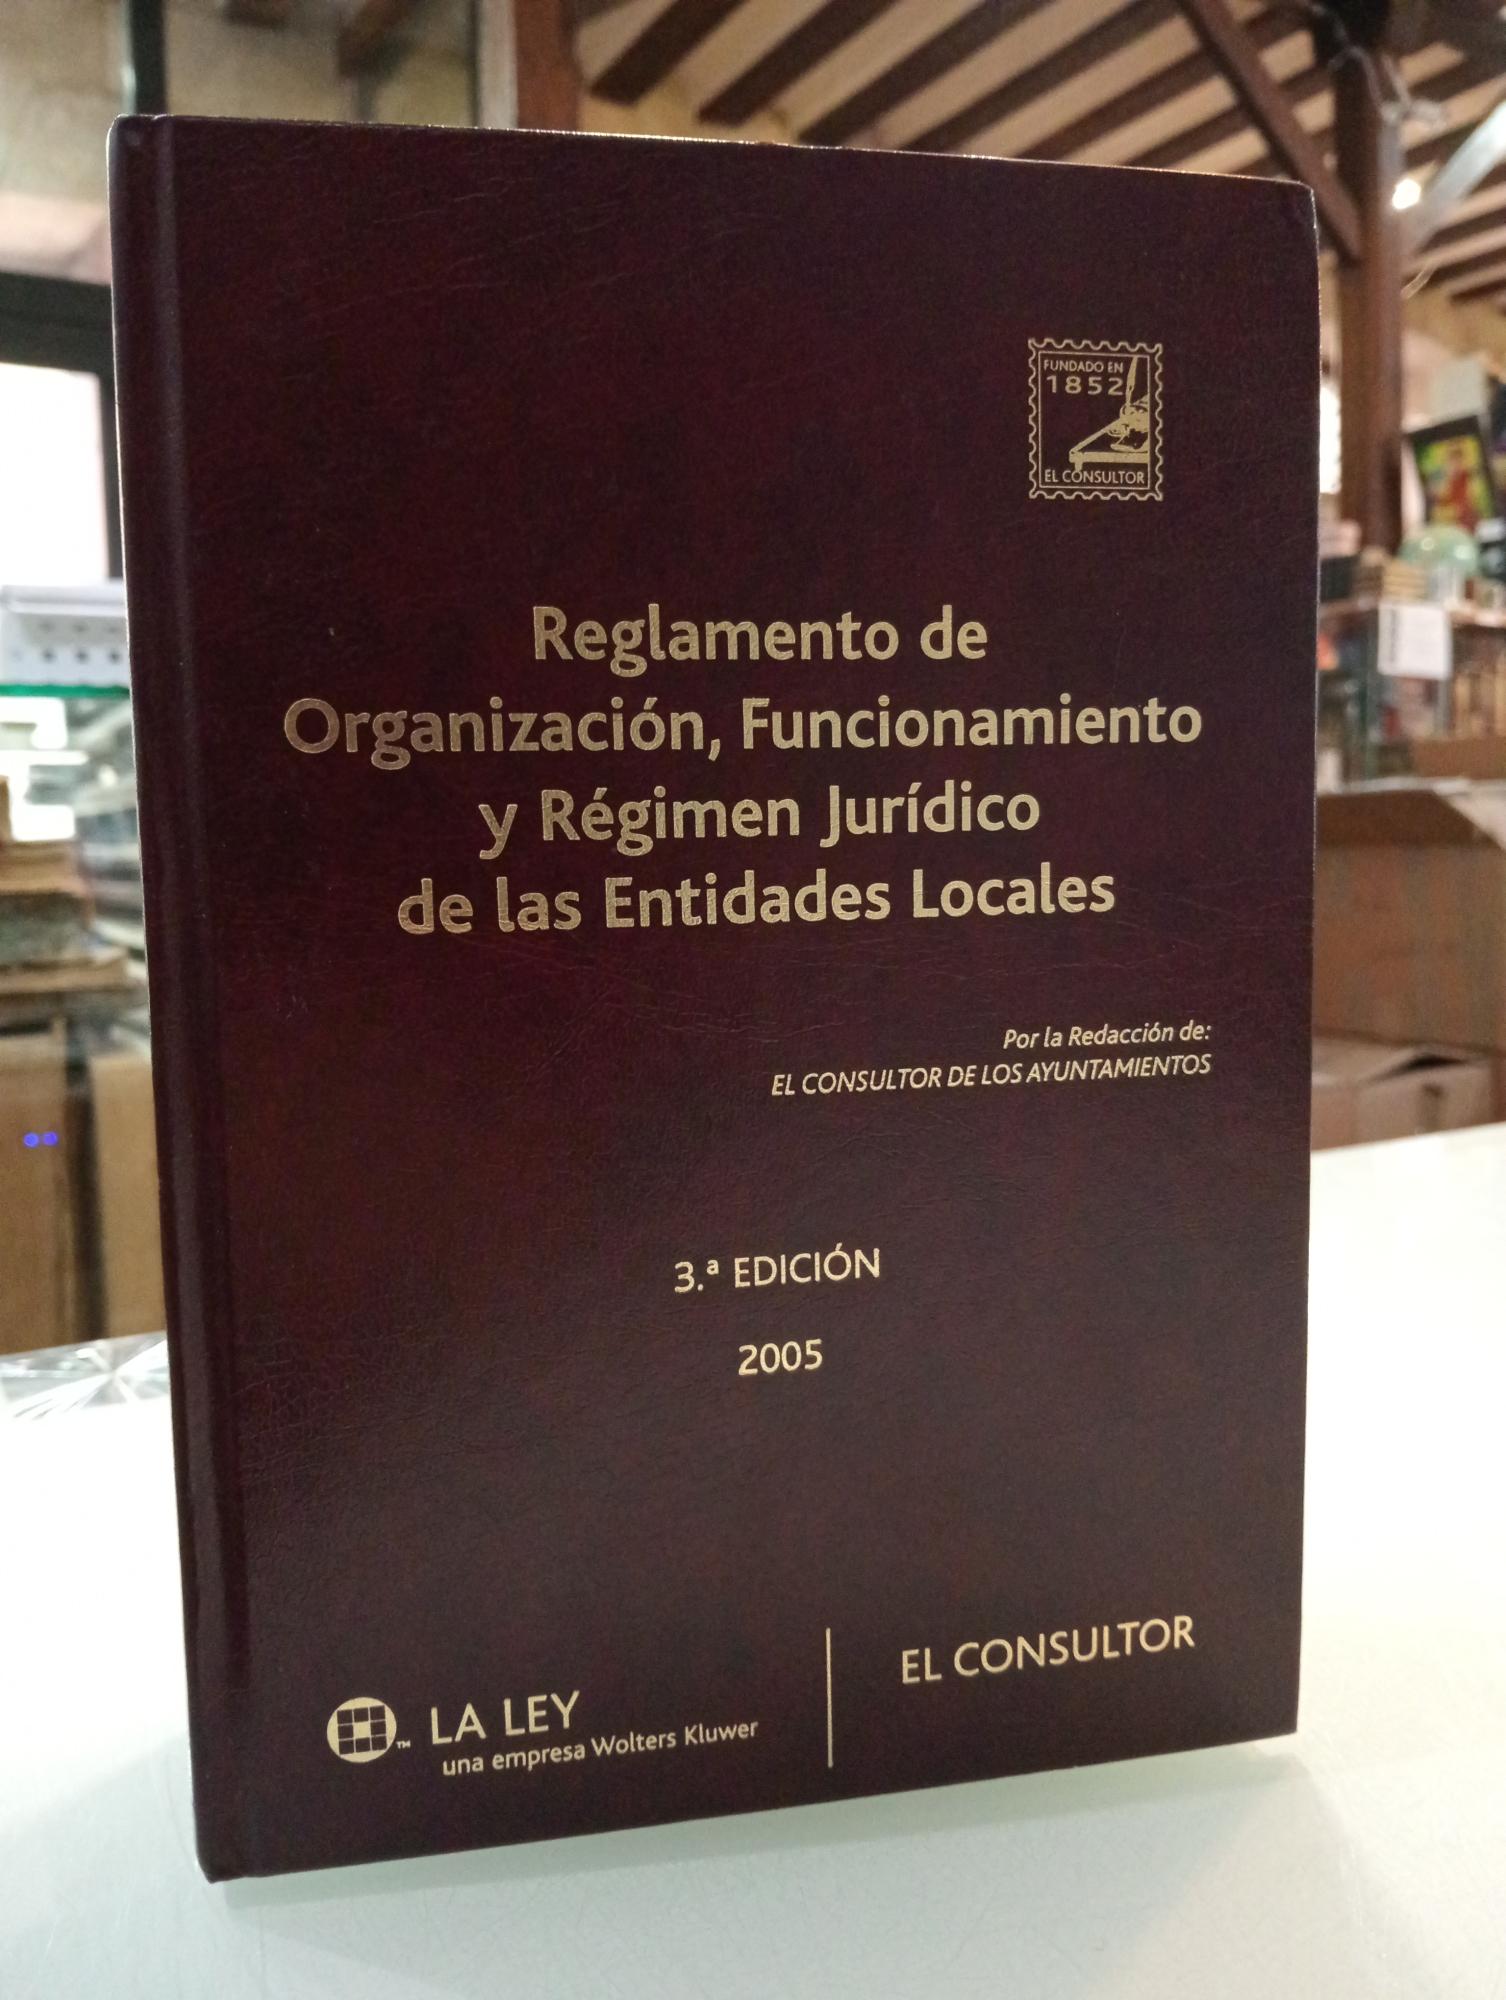 FUNDADO EN
1852
EL CONSULTOR
Reglamento de
Organización, Funcionamiento
y Régimen Jurídico
de las Entidades Locales
Por la Redacción de:
EL CONSULTOR DE LOS AYUNTAMIENTOS
3.ª EDICIÓN
2005
LA LEY
una empresa Wolters Kluwer
EL CONSULTOR